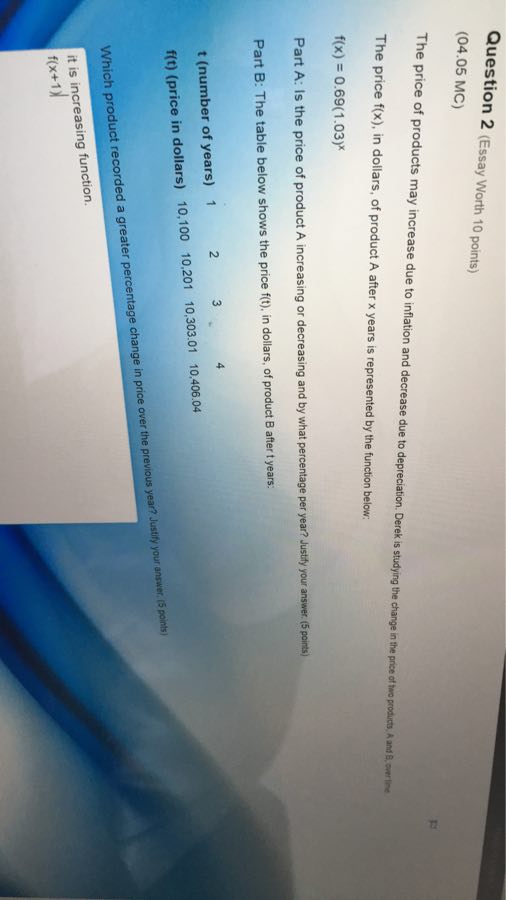 Question 2 (Essay Worth 10 points)
(04.05 MC)
The price of products may increase due to inflation and decrease due to depreciation. Derek is studying the change in the price of two products, A and B, over time.
The price f(x), in dollars, of product A after x years is represented by the function below:
f(x) = 0.69(1.03)ˣ
Part A: Is the price of product A increasing or decreasing and by what percentage per year? Justify your answer. (5 points)
Part B: The table below shows the price f(t), in dollars, of product B after t years:
t (number of years) 1 2 3 4
f(t) (price in dollars) 10,100 10,201 10,303.01 10,406.04
Which product recorded a greater percentage change in price over the previous year? Justify your answer. (5 points)
it is increasing function.
f(x+1)